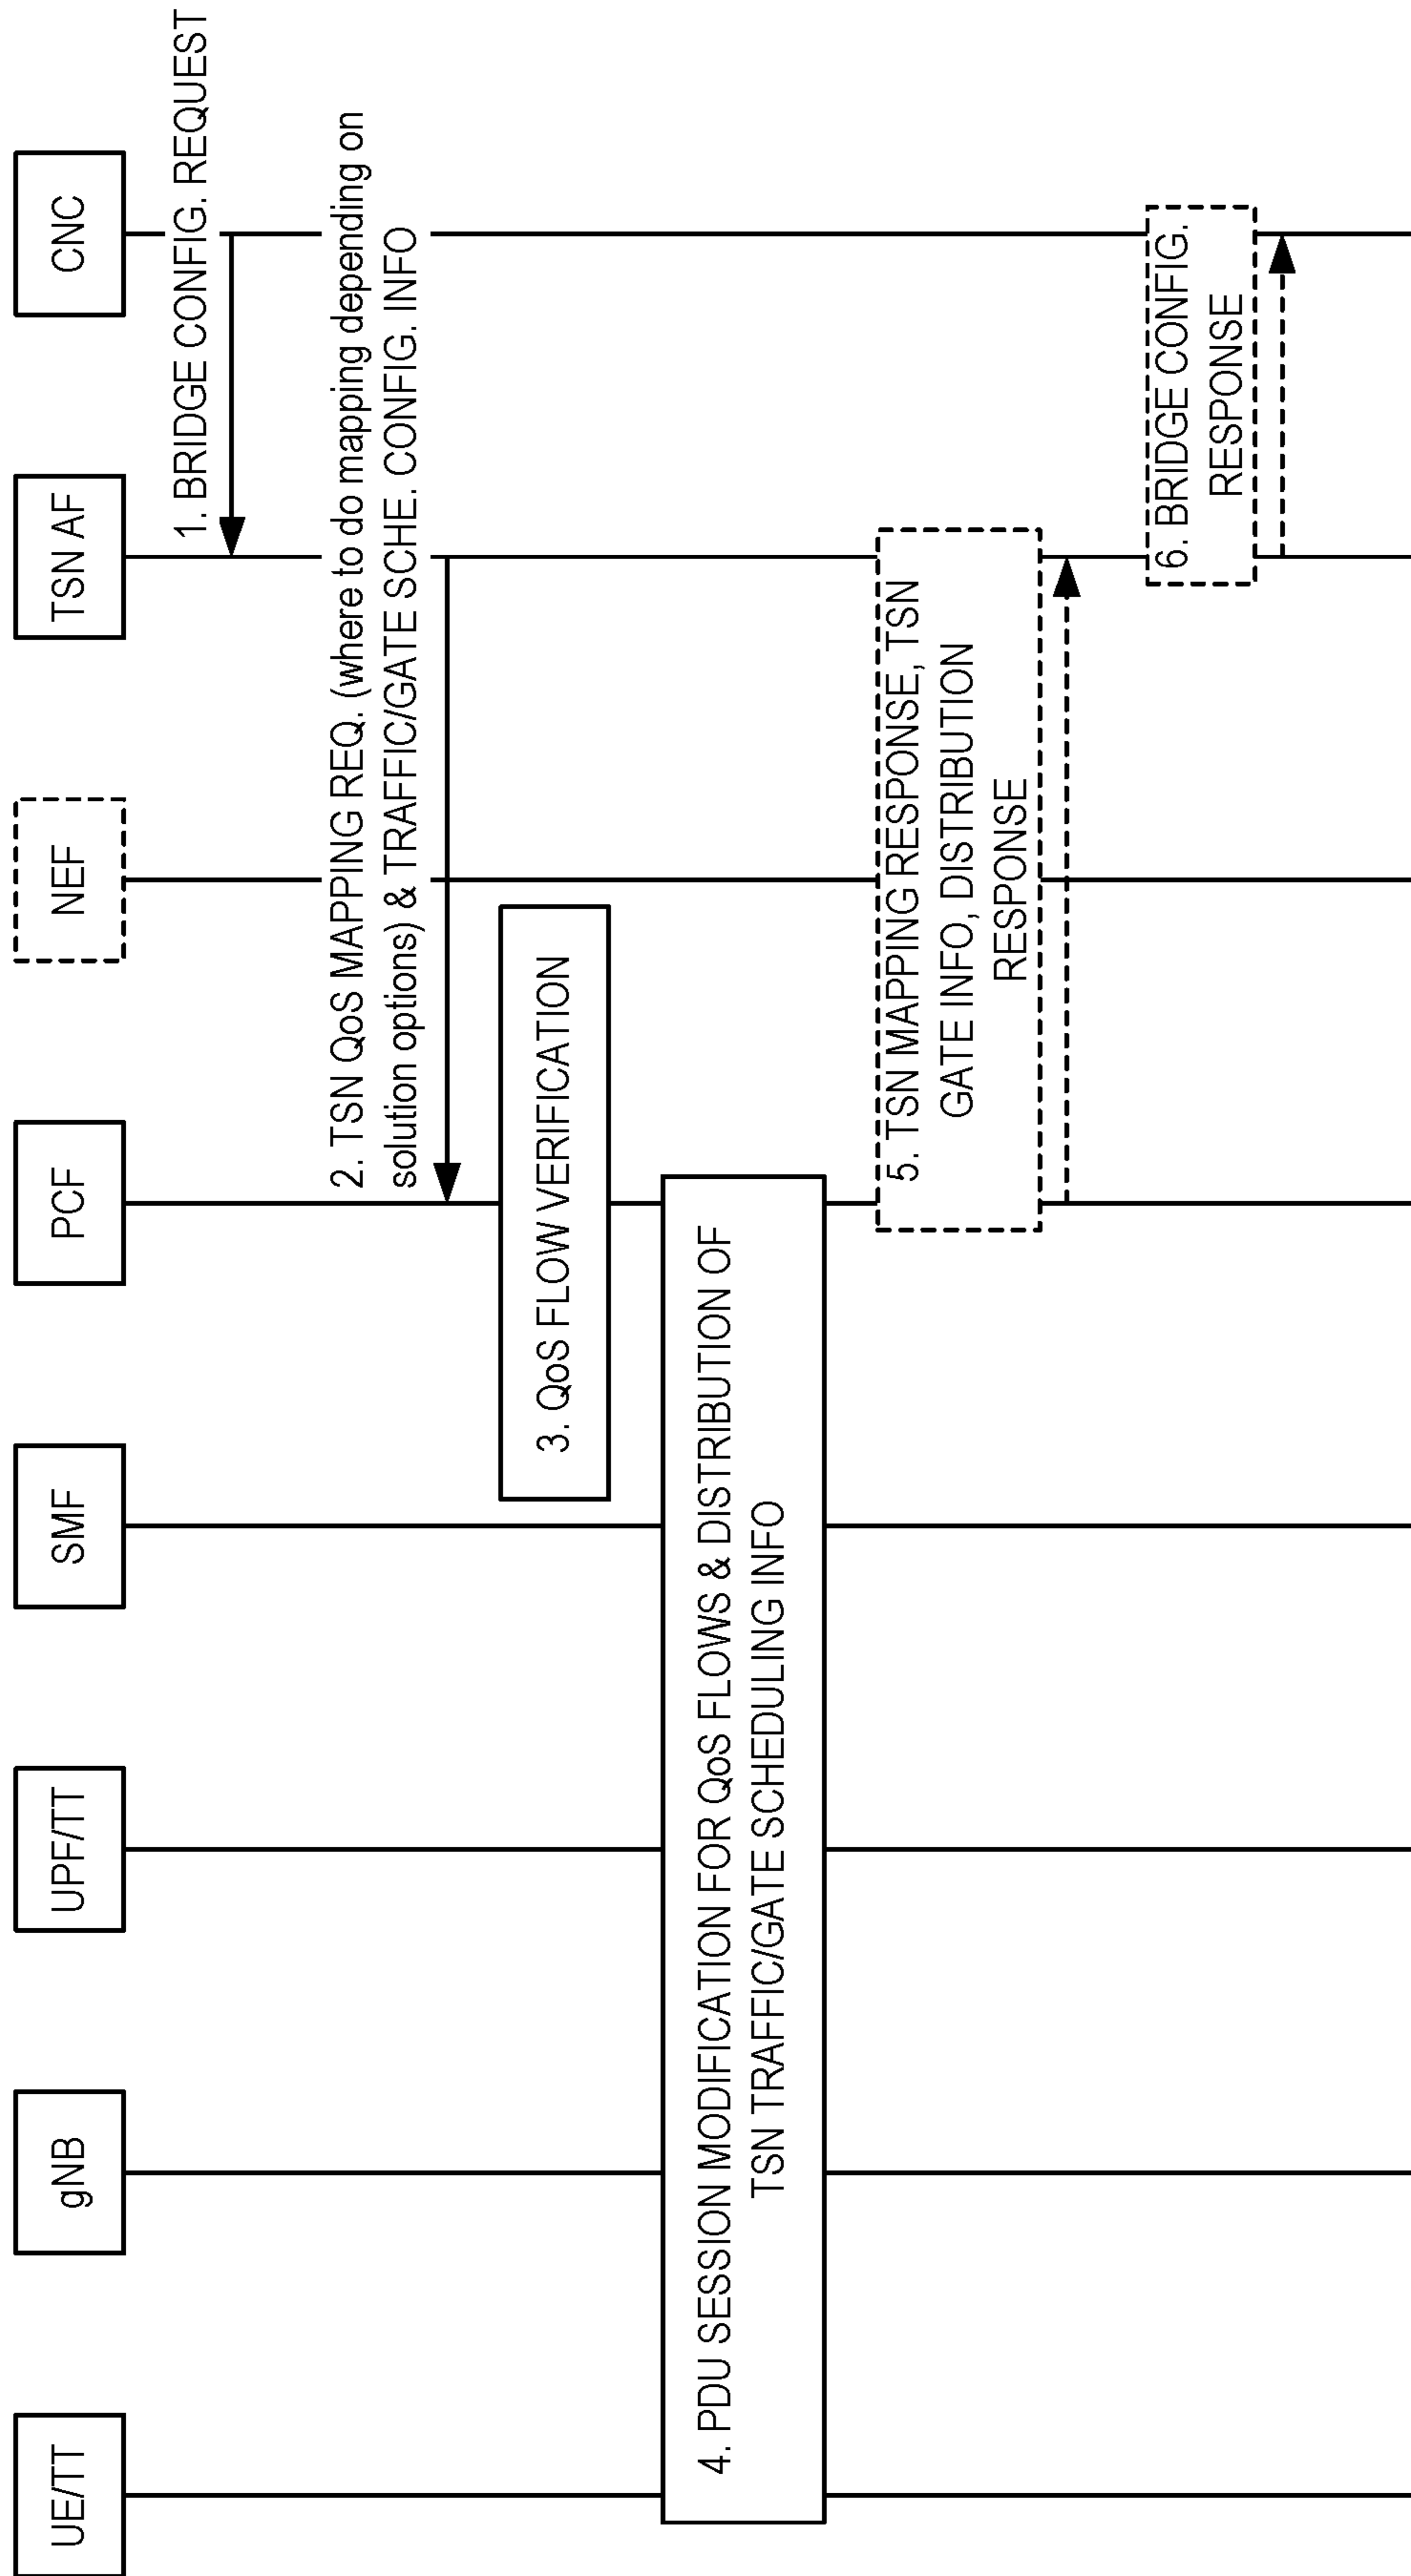 UE/TT
gNB
UPF/TT
SMF
PCF
NEF
TSN AF
CNC
1. BRIDGE CONFIG. REQUEST
2. TSN QoS MAPPING REQ. (where to do mapping depending on
solution options) & TRAFFIC/GATE SCHE. CONFIG. INFO
3. QoS FLOW VERIFICATION
4. PDU SESSION MODIFICATION FOR QoS FLOWS & DISTRIBUTION OF
TSN TRAFFIC/GATE SCHEDULING INFO
5. TSN MAPPING RESPONSE, TSN
GATE INFO, DISTRIBUTION
RESPONSE
6. BRIDGE CONFIG.
RESPONSE